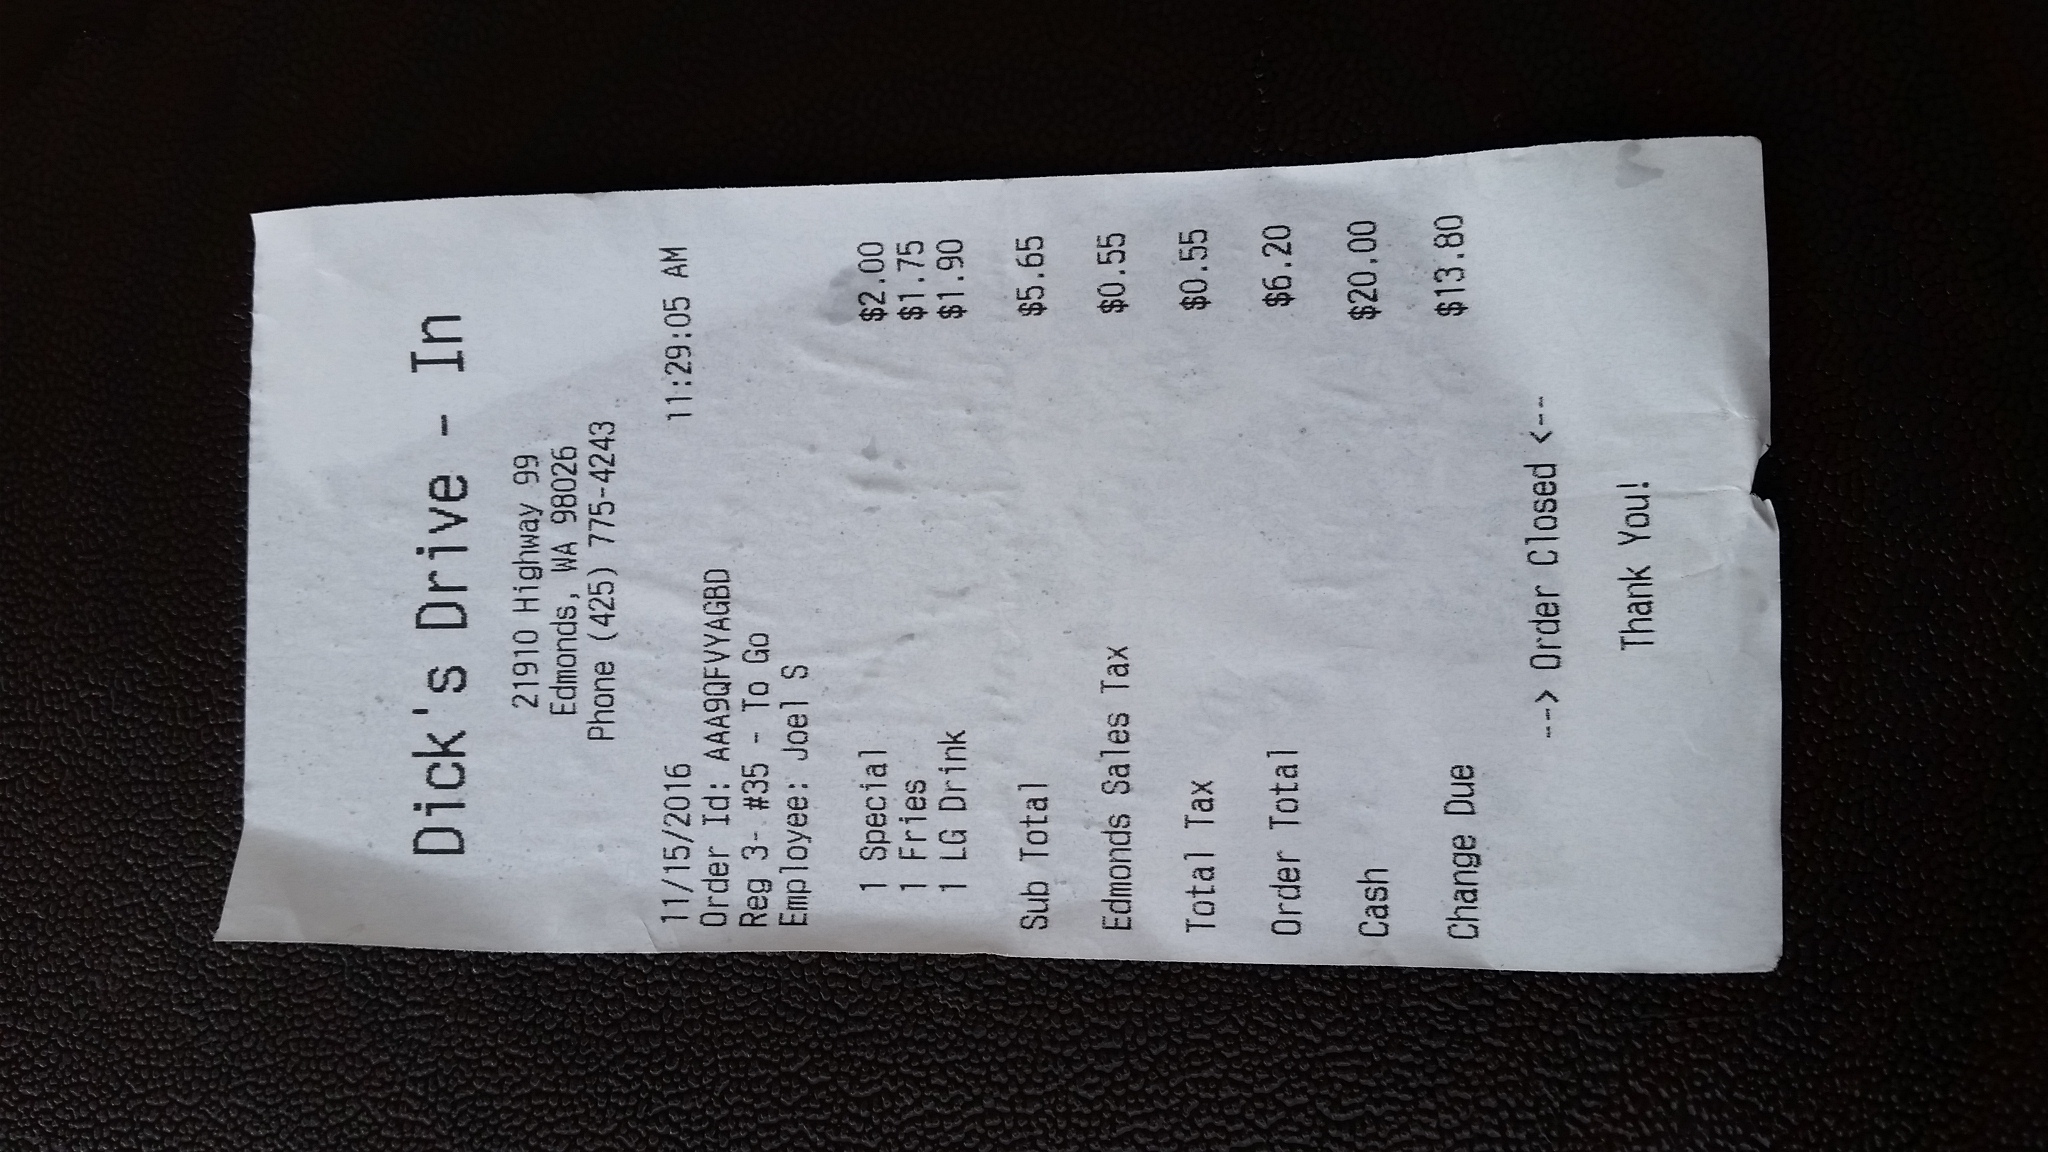 Dick's Drive - In
21910 Highway 99
Edmonds, WA 98026
Phone (425) 775-4243
11/15/2016 11:29:05 AM
Order Id: AAA9QFVYAGBD
Reg 3- #35 - To Go
Employee: Joel S
1 Special $2.00
1 Fries $1.75
1 LG Drink $1.90
Sub Total $5.65
Edmonds Sales Tax $0.55
Total Tax $0.55
Order Total $6.20
Cash $20.00
Change Due $13.80
--> Order Closed <--
Thank You!